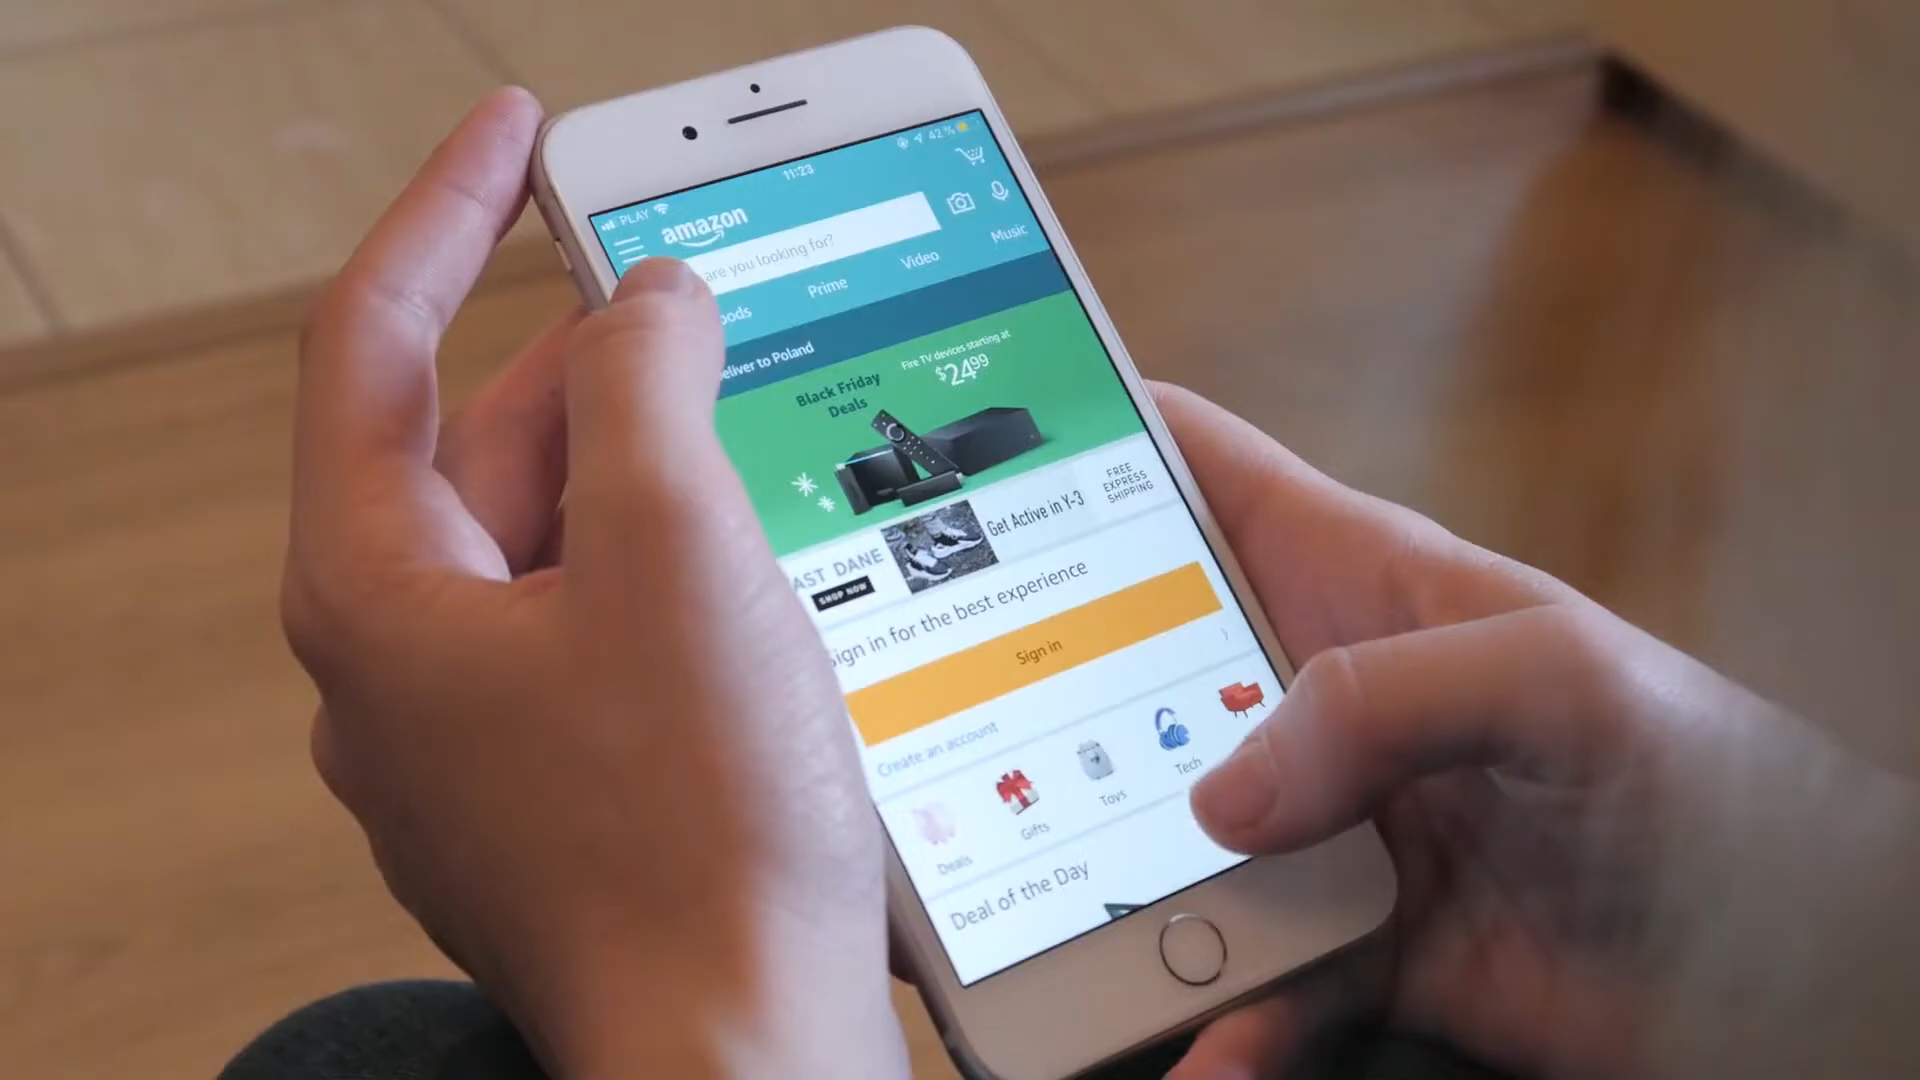 PLAY
11:23
42 %
amazon
are you looking for?
Prime
Video
Music
Deliver to Poland
Black Friday
Deals
Fire TV devices starting at
$24.99
AST DANE
SHOP NOW
Get Active in Y-3
FREE
EXPRESS
SHIPPING
Sign in for the best experience
Sign in
Create an account
Deals
Gifts
Toys
Tech
Deal of the Day